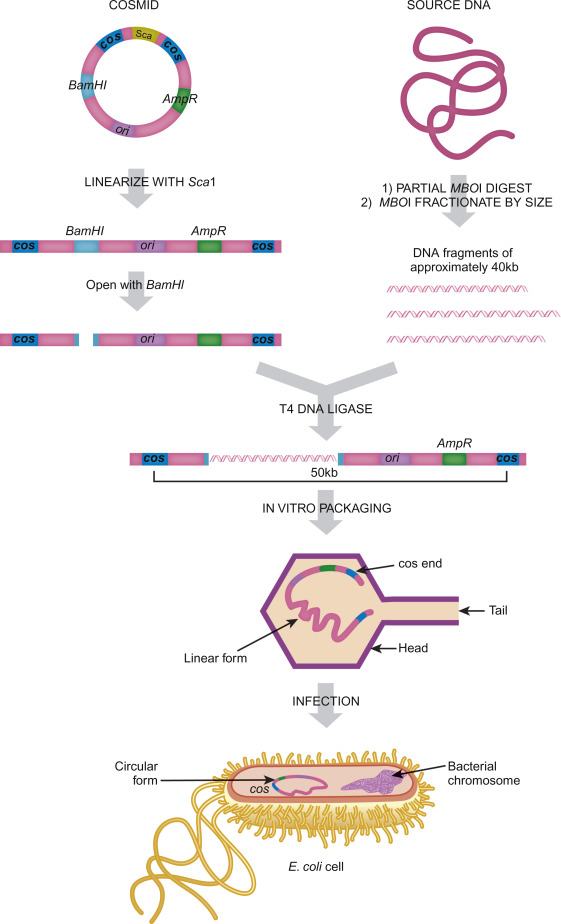 COSMID
SOURCE DNA
cos
Sca
cos
BamHI
AmpR
ori
LINEARIZE WITH Sca1
1) PARTIAL MBOI DIGEST
2) MBOI FRACTIONATE BY SIZE
BamHI
AmpR
cos
ori
cos
DNA fragments of
approximately 40kb
Open with BamHI
cos
ori
cos
T4 DNA LIGASE
AmpR
cos
ori
cos
50kb
IN VITRO PACKAGING
cos end
Tail
Head
Linear form
INFECTION
Circular
form
cos
Bacterial
chromosome
E. coli cell